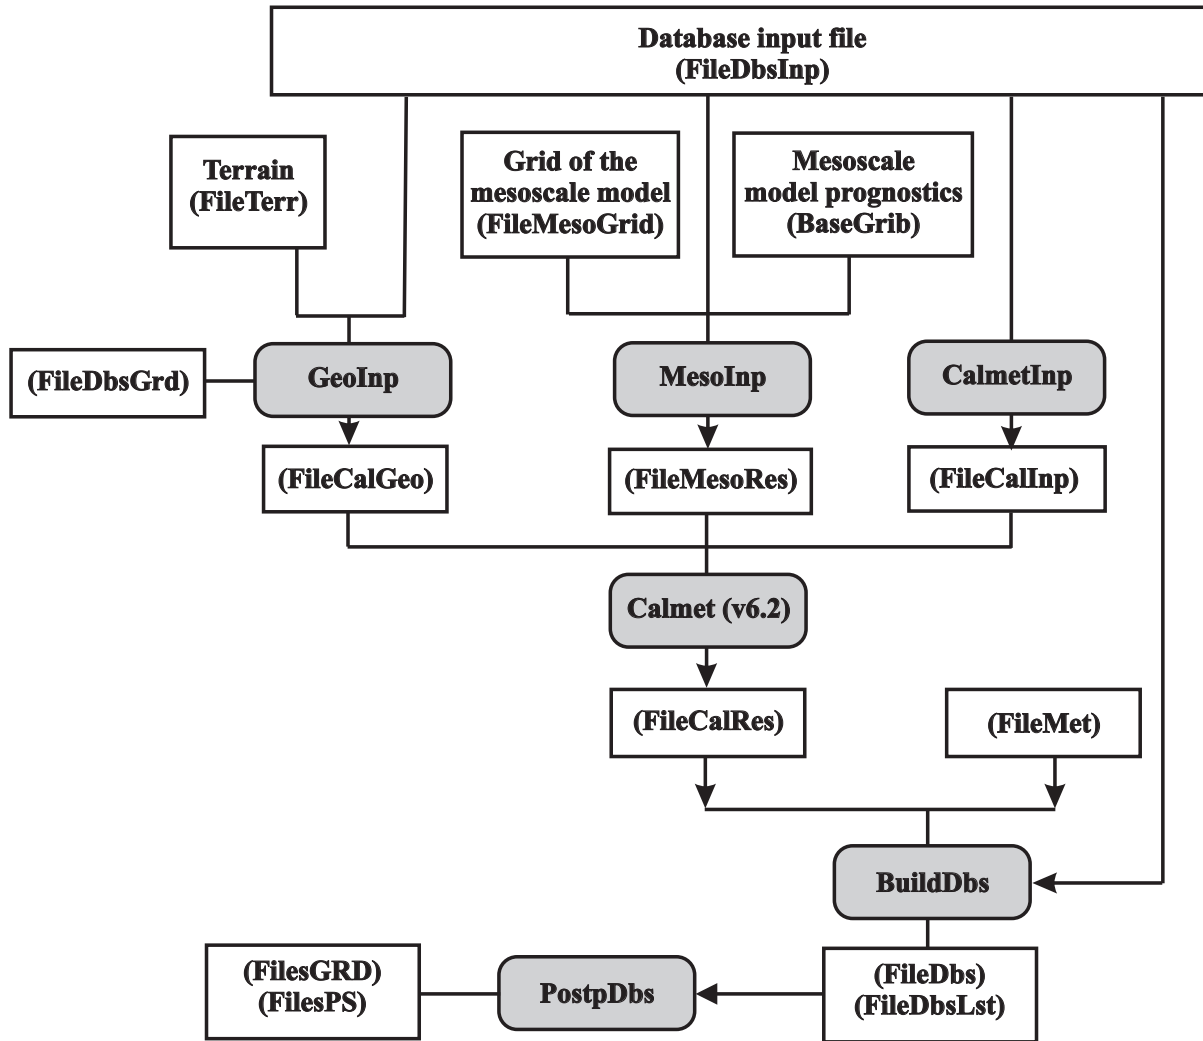 Database input file
(FileDbsInp)
Terrain
(FileTerr)
Grid of the
mesoscale model
(FileMesoGrid)
Mesoscale
model prognostics
(BaseGrib)
(FileDbsGrd)
GeoInp
MesoInp
CalmetInp
(FileCalGeo)
(FileMesoRes)
(FileCalInp)
Calmet (v6.2)
(FileCalRes)
(FileMet)
BuildDbs
(FilesGRD)
(FilesPS)
PostpDbs
(FileDbs)
(FileDbsLst)